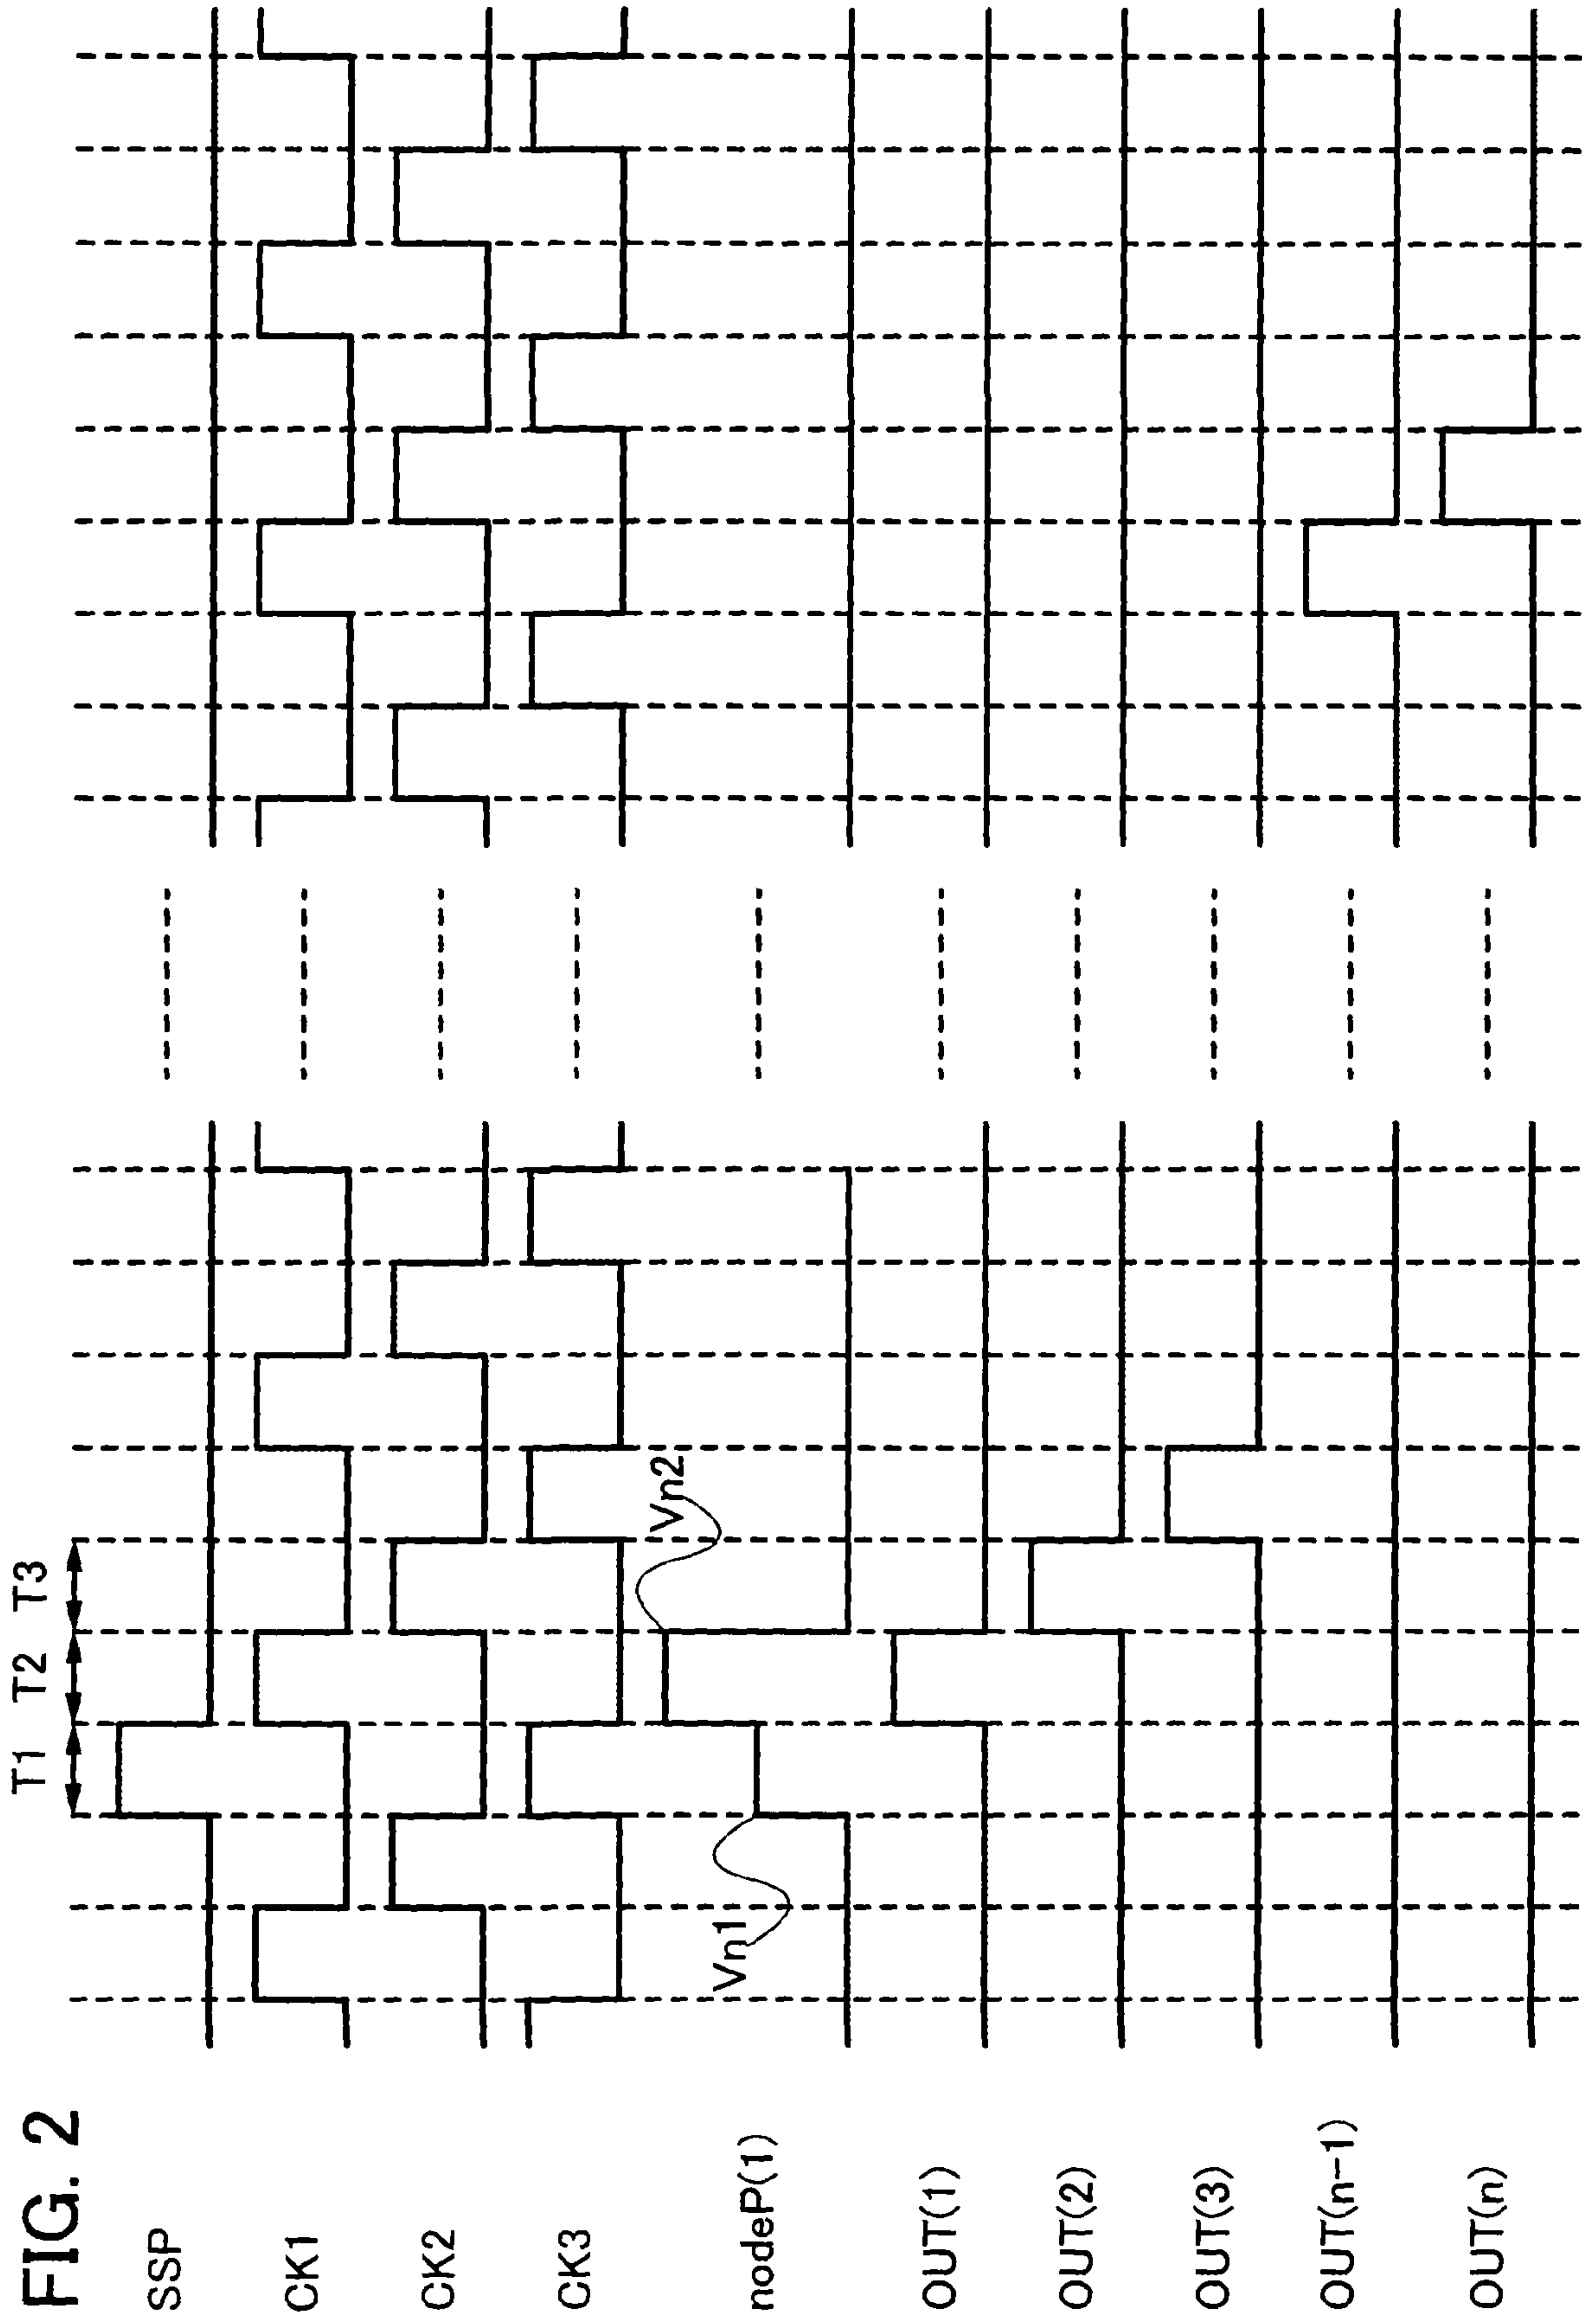 FIG. 2
T1 T2 T3
SSP
CK1
CK2
CK3
Vn2
Vn1
nodeP(1)
OUT(1)
OUT(2)
OUT(3)
OUT(n-1)
OUT(n)